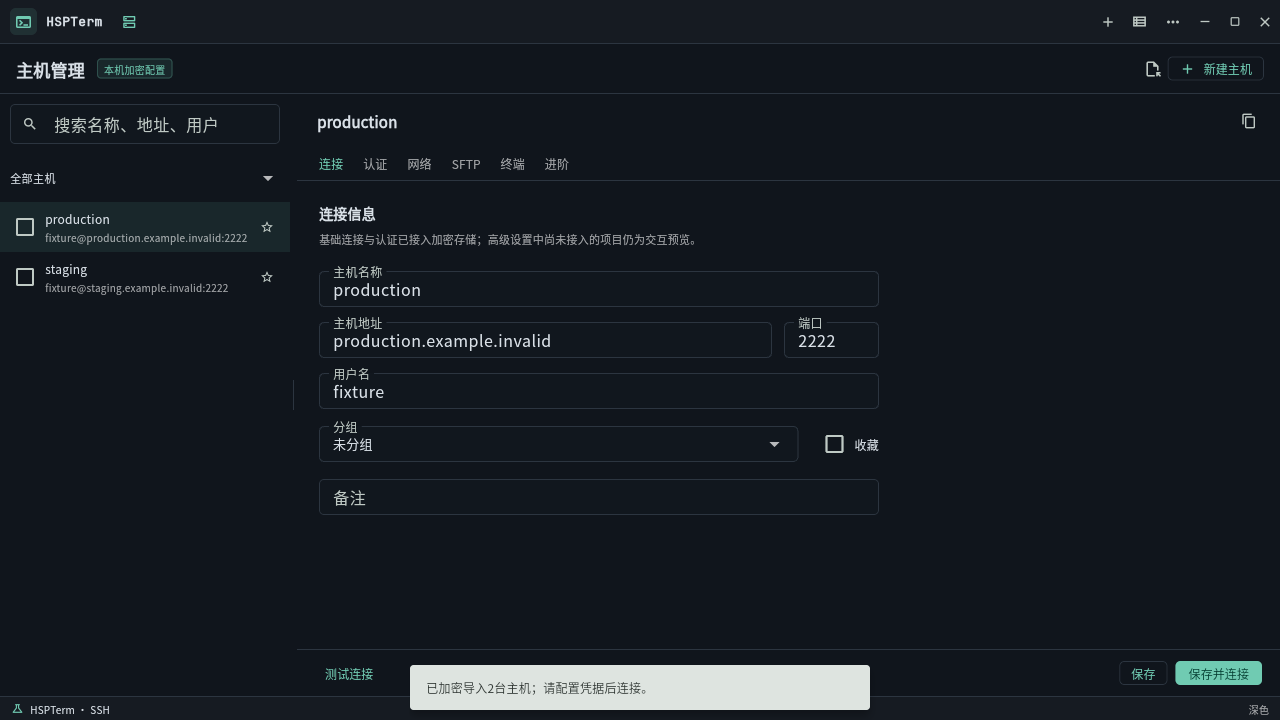 HSPTerm
主机管理
本机加密配置
新建主机
搜索名称、地址、用户
全部主机
production
fixture@production.example.invalid:2222
staging
fixture@staging.example.invalid:2222
production
连接 认证 网络 SFTP 终端 进阶
连接信息
基础连接与认证已接入加密存储；高级设置中尚未接入的项目仍为交互预览。
主机名称
production
主机地址
production.example.invalid
端口
2222
用户名
fixture
分组
未分组
收藏
备注
测试连接
保存
保存并连接
已加密导入2台主机；请配置凭据后连接。
HSPTerm · SSH
深色